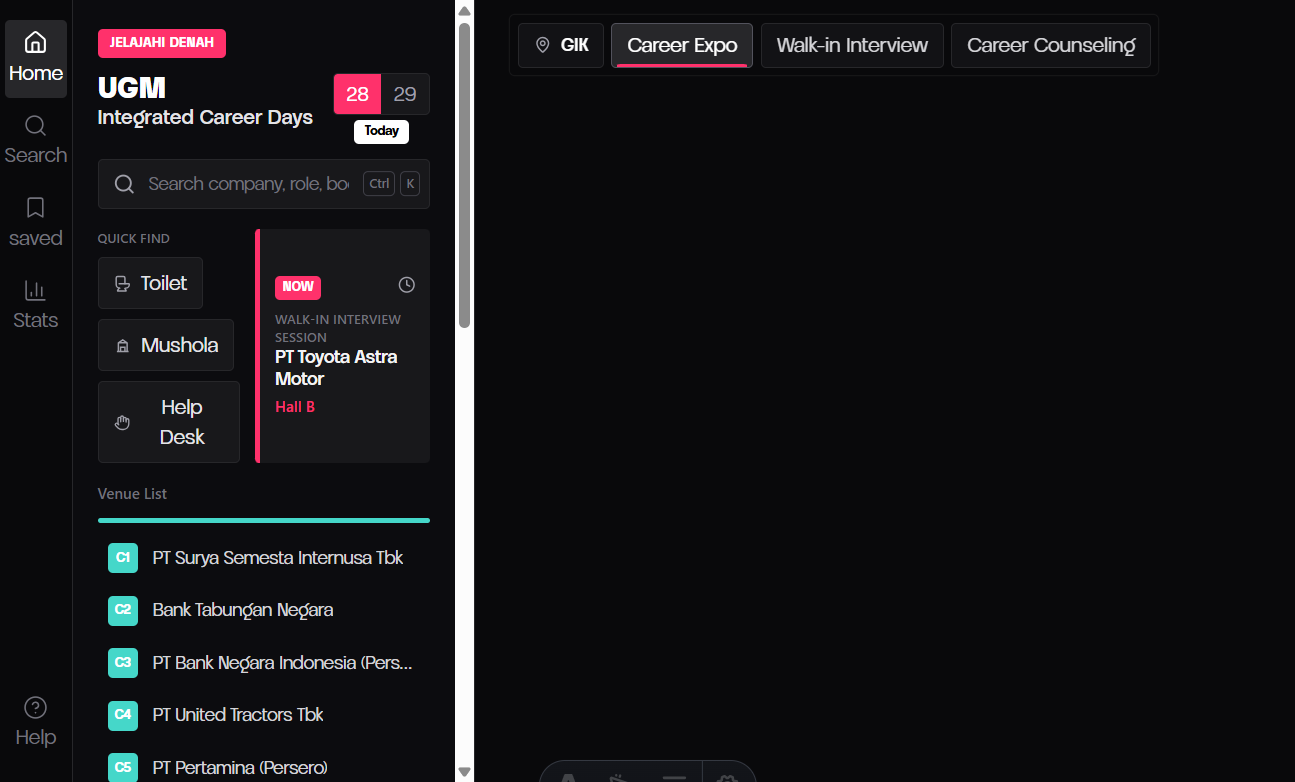 Home
Search
saved
Stats
Help
JELAJAHI DENAH
UGM
Integrated Career Days
28 29
Today
Search company, role, boo
Ctrl K
QUICK FIND
Toilet
Mushola
Help
Desk
NOW
WALK-IN INTERVIEW
SESSION
PT Toyota Astra
Motor
Hall B
Venue List
C1 PT Surya Semesta Internusa Tbk
C2 Bank Tabungan Negara
C3 PT Bank Negara Indonesia (Pers...
C4 PT United Tractors Tbk
C5 PT Pertamina (Persero)
GIK
Career Expo
Walk-in Interview
Career Counseling